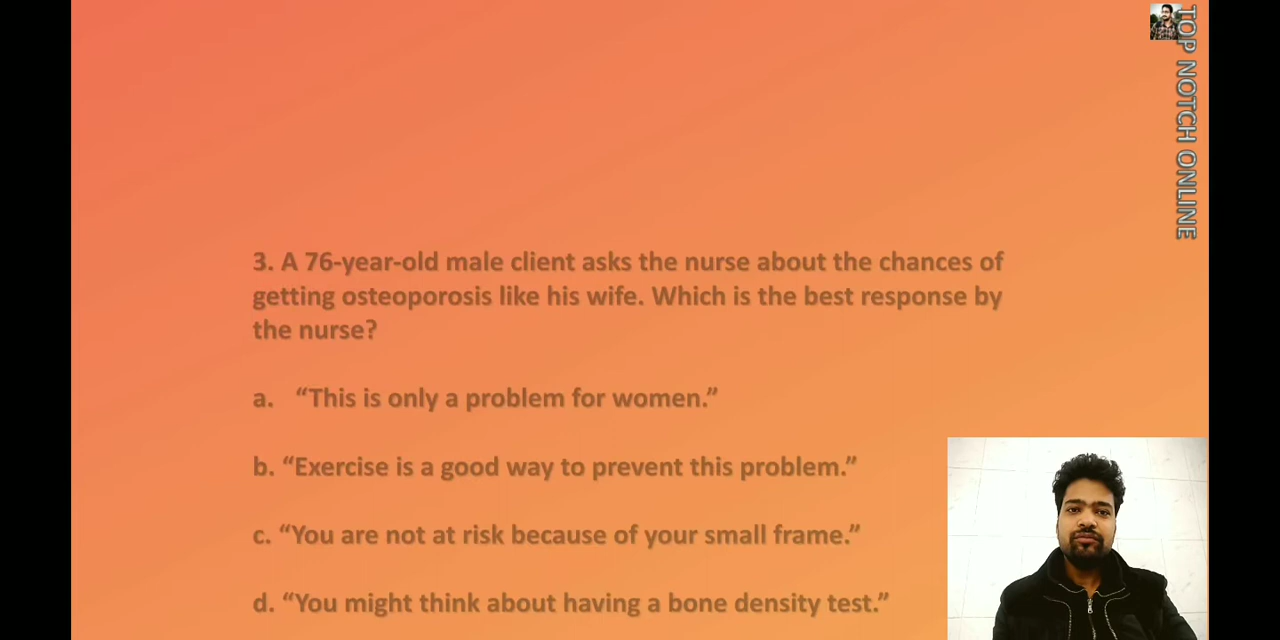 TOP NOTCH ONLINE
3. A 76-year-old male client asks the nurse about the chances of
getting osteoporosis like his wife. Which is the best response by
the nurse?
a. “This is only a problem for women.”
b. “Exercise is a good way to prevent this problem.”
c. “You are not at risk because of your small frame.”
d. “You might think about having a bone density test.”